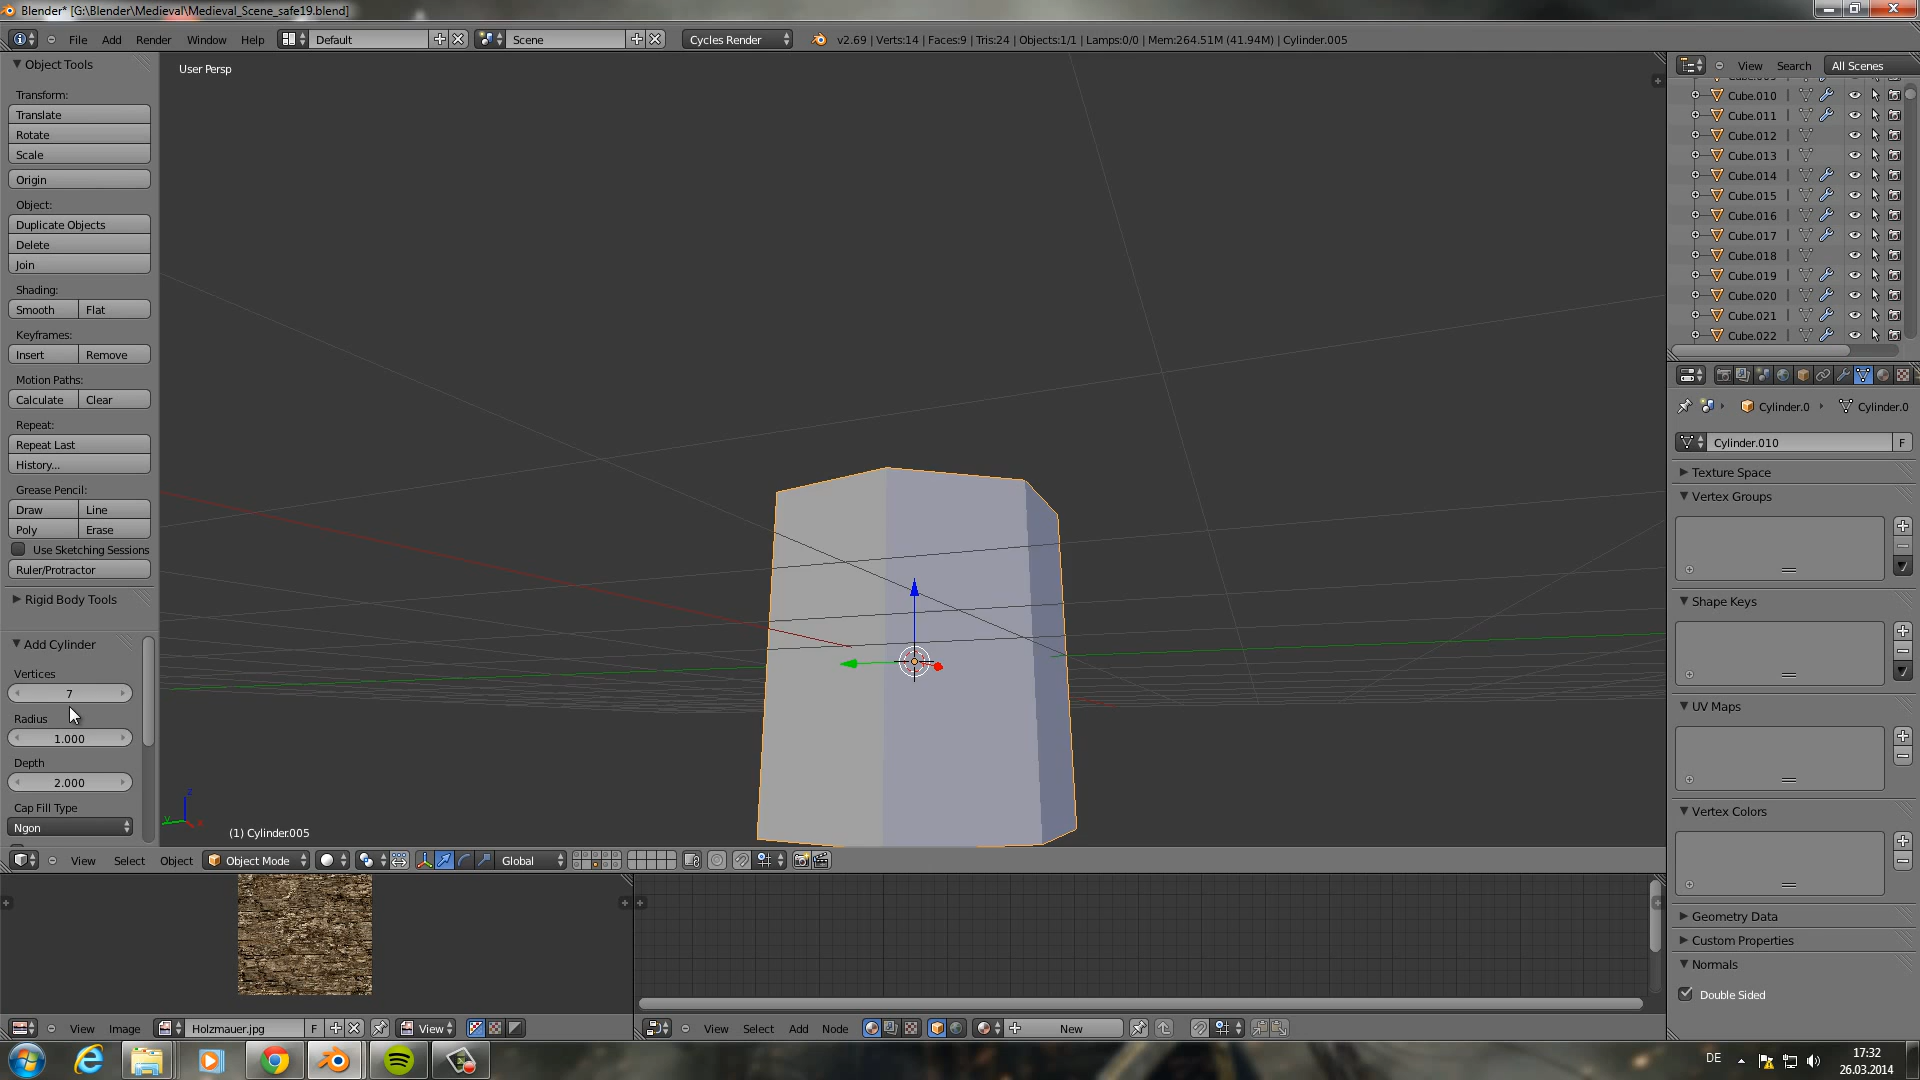 Blender* [G:\Blender\Medieval\Medieval_Scene_safe19.blend]
File Add Render Window Help Default Scene Cycles Render v2.69 | Verts:14 | Faces:9 | Tris:24 | Objects:1/1 | Lamps:0/0 | Mem:264.51M (41.94M) | Cylinder.005
Object Tools
Transform:
Translate
Rotate
Scale
Origin
Object:
Duplicate Objects
Delete
Join
Shading:
Smooth Flat
Keyframes:
Insert Remove
Motion Paths:
Calculate Clear
Repeat:
Repeat Last
History...
Grease Pencil:
Draw Line
Poly Erase
Use Sketching Sessions
Ruler/Protractor
Rigid Body Tools
Add Cylinder
Vertices
7
Radius
1.000
Depth
2.000
Cap Fill Type
Ngon
User Persp
z
y
x
(1) Cylinder.005
View Select Object Object Mode Global
View Search All Scenes
Cube.010
Cube.011
Cube.012
Cube.013
Cube.014
Cube.015
Cube.016
Cube.017
Cube.018
Cube.019
Cube.020
Cube.021
Cube.022
Cylinder.0 Cylinder.0
Cylinder.010 F
Texture Space
Vertex Groups
Shape Keys
UV Maps
Vertex Colors
Geometry Data
Custom Properties
Normals
Double Sided
View Image Holzmauer.jpg F View
View Select Add Node New
DE
17:32
26.03.2014